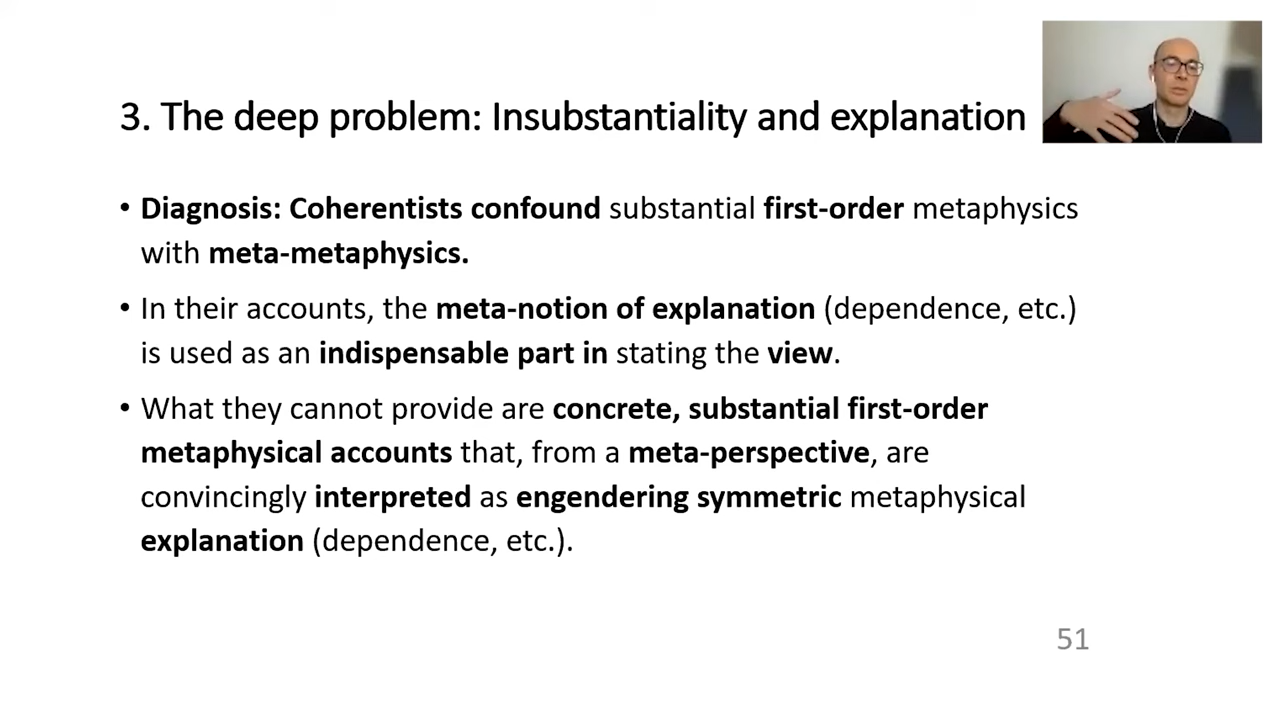 3. The deep problem: Insubstantiality and explanation
• Diagnosis: Coherentists confound substantial first-order metaphysics
with meta-metaphysics.
• In their accounts, the meta-notion of explanation (dependence, etc.)
is used as an indispensable part in stating the view.
• What they cannot provide are concrete, substantial first-order
metaphysical accounts that, from a meta-perspective, are
convincingly interpreted as engendering symmetric metaphysical
explanation (dependence, etc.).
51